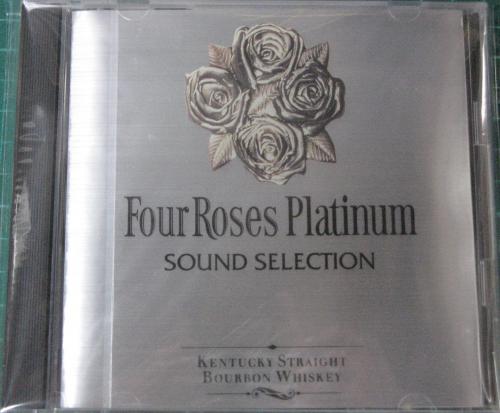 Four Roses Platinum
SOUND SELECTION
KENTUCKY STRAIGHT
BOURBON WHISKEY